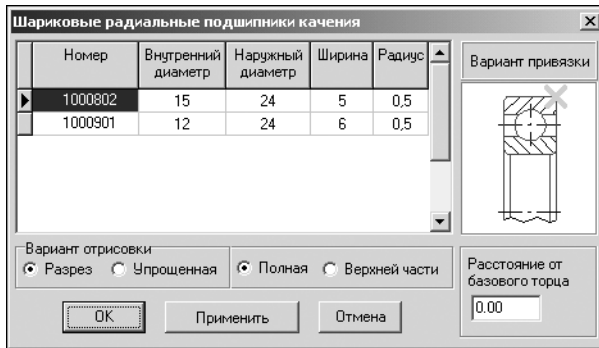 Шариковые радиальные подшипники качения
Номер Внутренний диаметр Наружный диаметр Ширина Радиус
1000802 15 24 5 0,5
1000901 12 24 6 0,5
Вариант привязки
Вариант отрисовки
Разрез Упрощенная Полная Верхней части
Расстояние от
базового торца
0.00
OK Применить Отмена